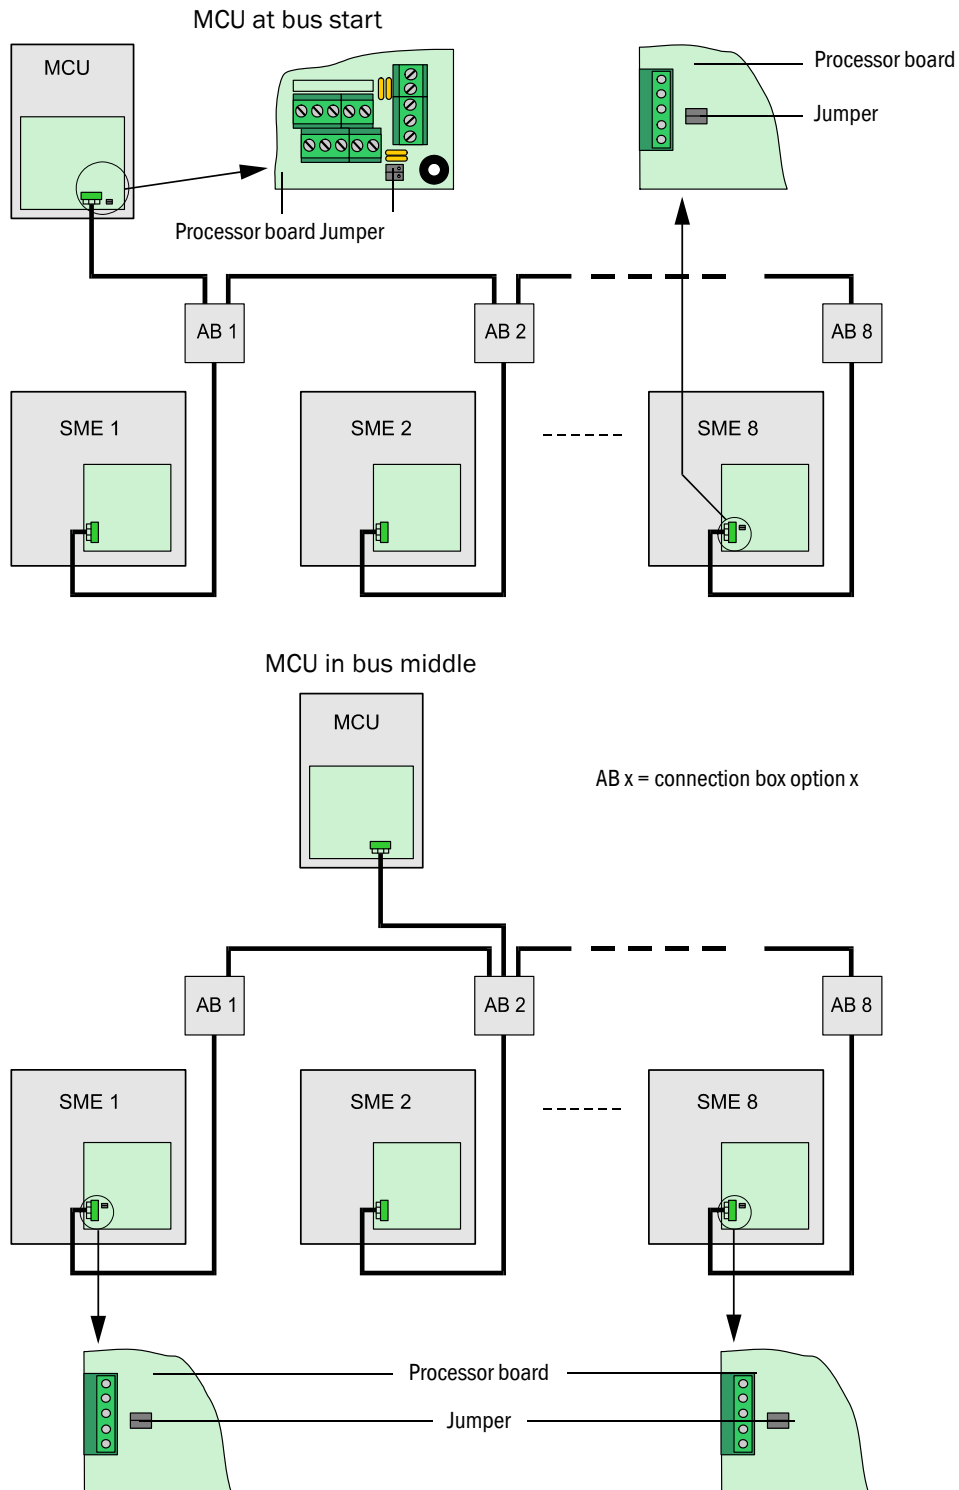 MCU at bus start
MCU
Processor board
Jumper
Processor board Jumper
AB 1
AB 2
AB 8
SME 1
SME 2
SME 8
MCU in bus middle
MCU
AB x = connection box option x
AB 1
AB 2
AB 8
SME 1
SME 2
SME 8
Processor board
Jumper